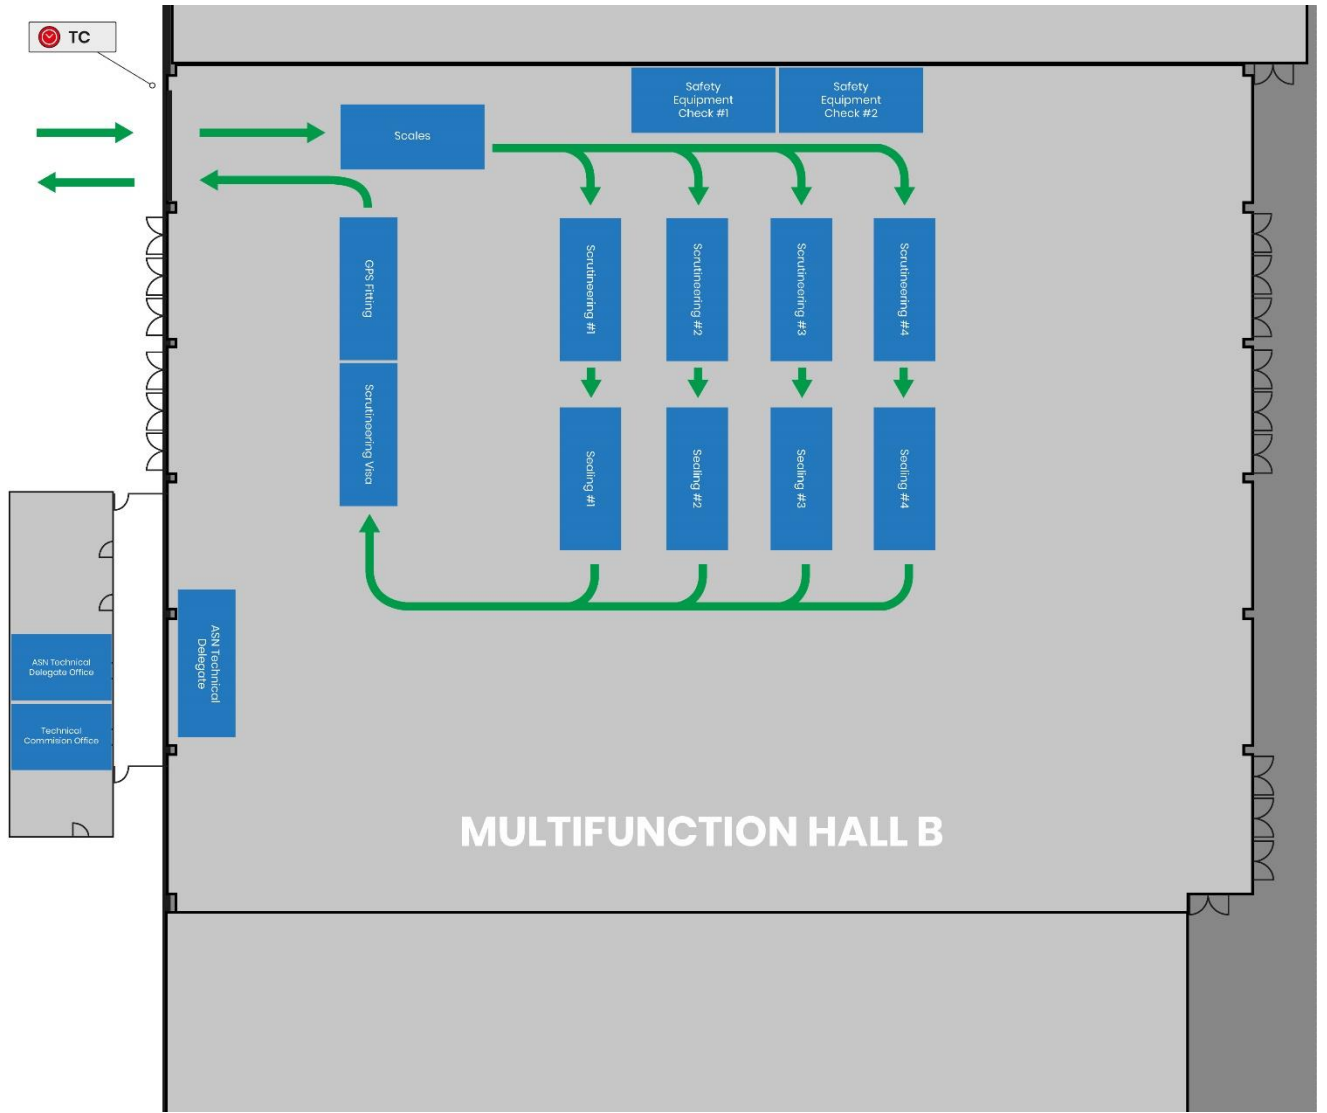 TC
Safety
Equipment
Check #1
Safety
Equipment
Check #2
Scales
GPS Fitting
Scrutineering #1
Scrutineering #2
Scrutineering #3
Scrutineering #4
Scrutineering Visa
Sealing #1
Sealing #2
Sealing #3
Sealing #4
ASN Technical
Delegate Office
Technical
Commision Office
ASN Technical
Delegate
MULTIFUNCTION HALL B